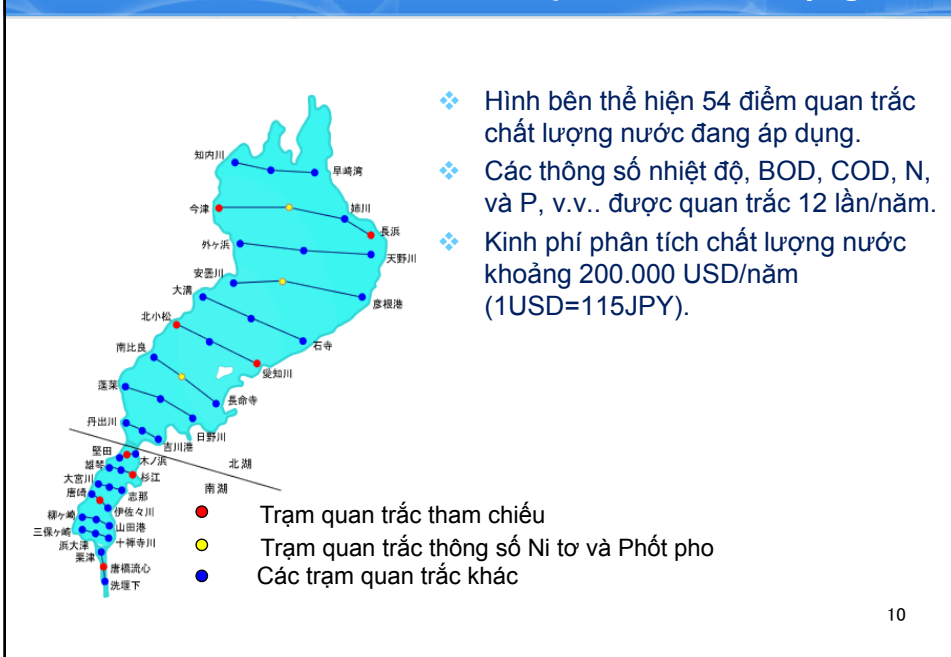 ❖ Hình bên thể hiện 54 điểm quan trắc
chất lượng nước đang áp dụng.
❖ Các thông số nhiệt độ, BOD, COD, N,
và P, v.v.. được quan trắc 12 lần/năm.
❖ Kinh phí phân tích chất lượng nước
khoảng 200.000 USD/năm
(1USD=115JPY).
知内川
早崎湾
今津
姉川
長浜
外ヶ浜
天野川
安曇川
大溝
彦根港
北小松
石寺
南比良
愛知川
蓬莱
長命寺
丹出川
日野川
吉川港
堅田
木ノ浜
北湖
雄琴
杉江
大宮川
志那
南湖
唐崎
伊佐々川
柳ヶ崎
山田港
三保ヶ崎
十禅寺川
浜大津
粟津
唐橋流心
洗堰下
Trạm quan trắc tham chiếu
Trạm quan trắc thông số Ni tơ và Phốt pho
Các trạm quan trắc khác
10